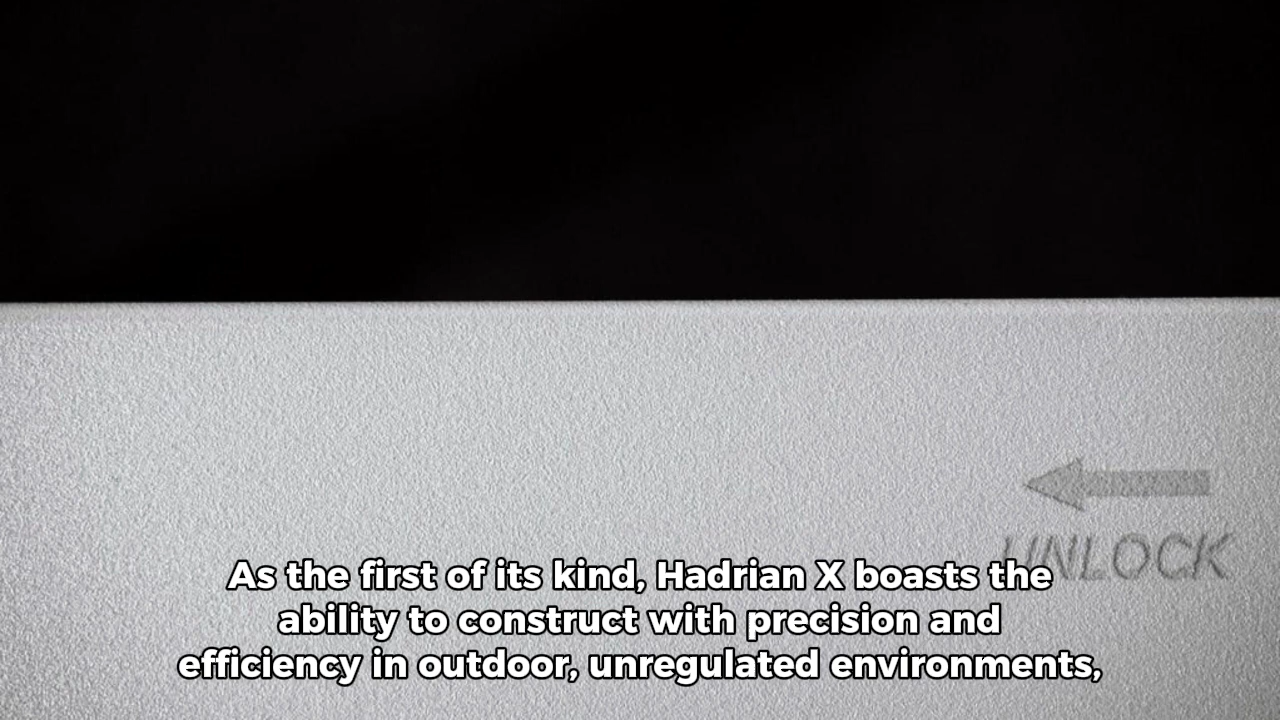 UNLOCK
As the first of its kind, Hadrian X boasts the
ability to construct with precision and
efficiency in outdoor, unregulated environments,